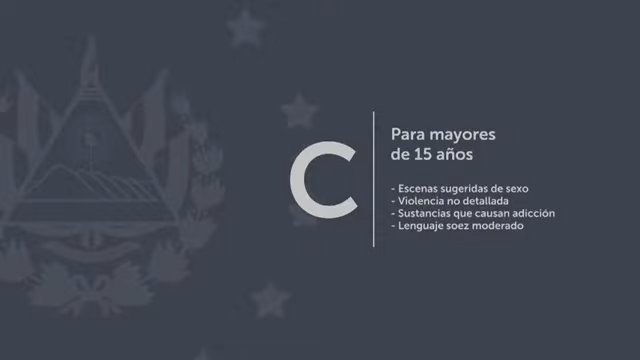 C
Para mayores
de 15 años
- Escenas sugeridas de sexo
- Violencia no detallada
- Sustancias que causan adicción
- Lenguaje soez moderado